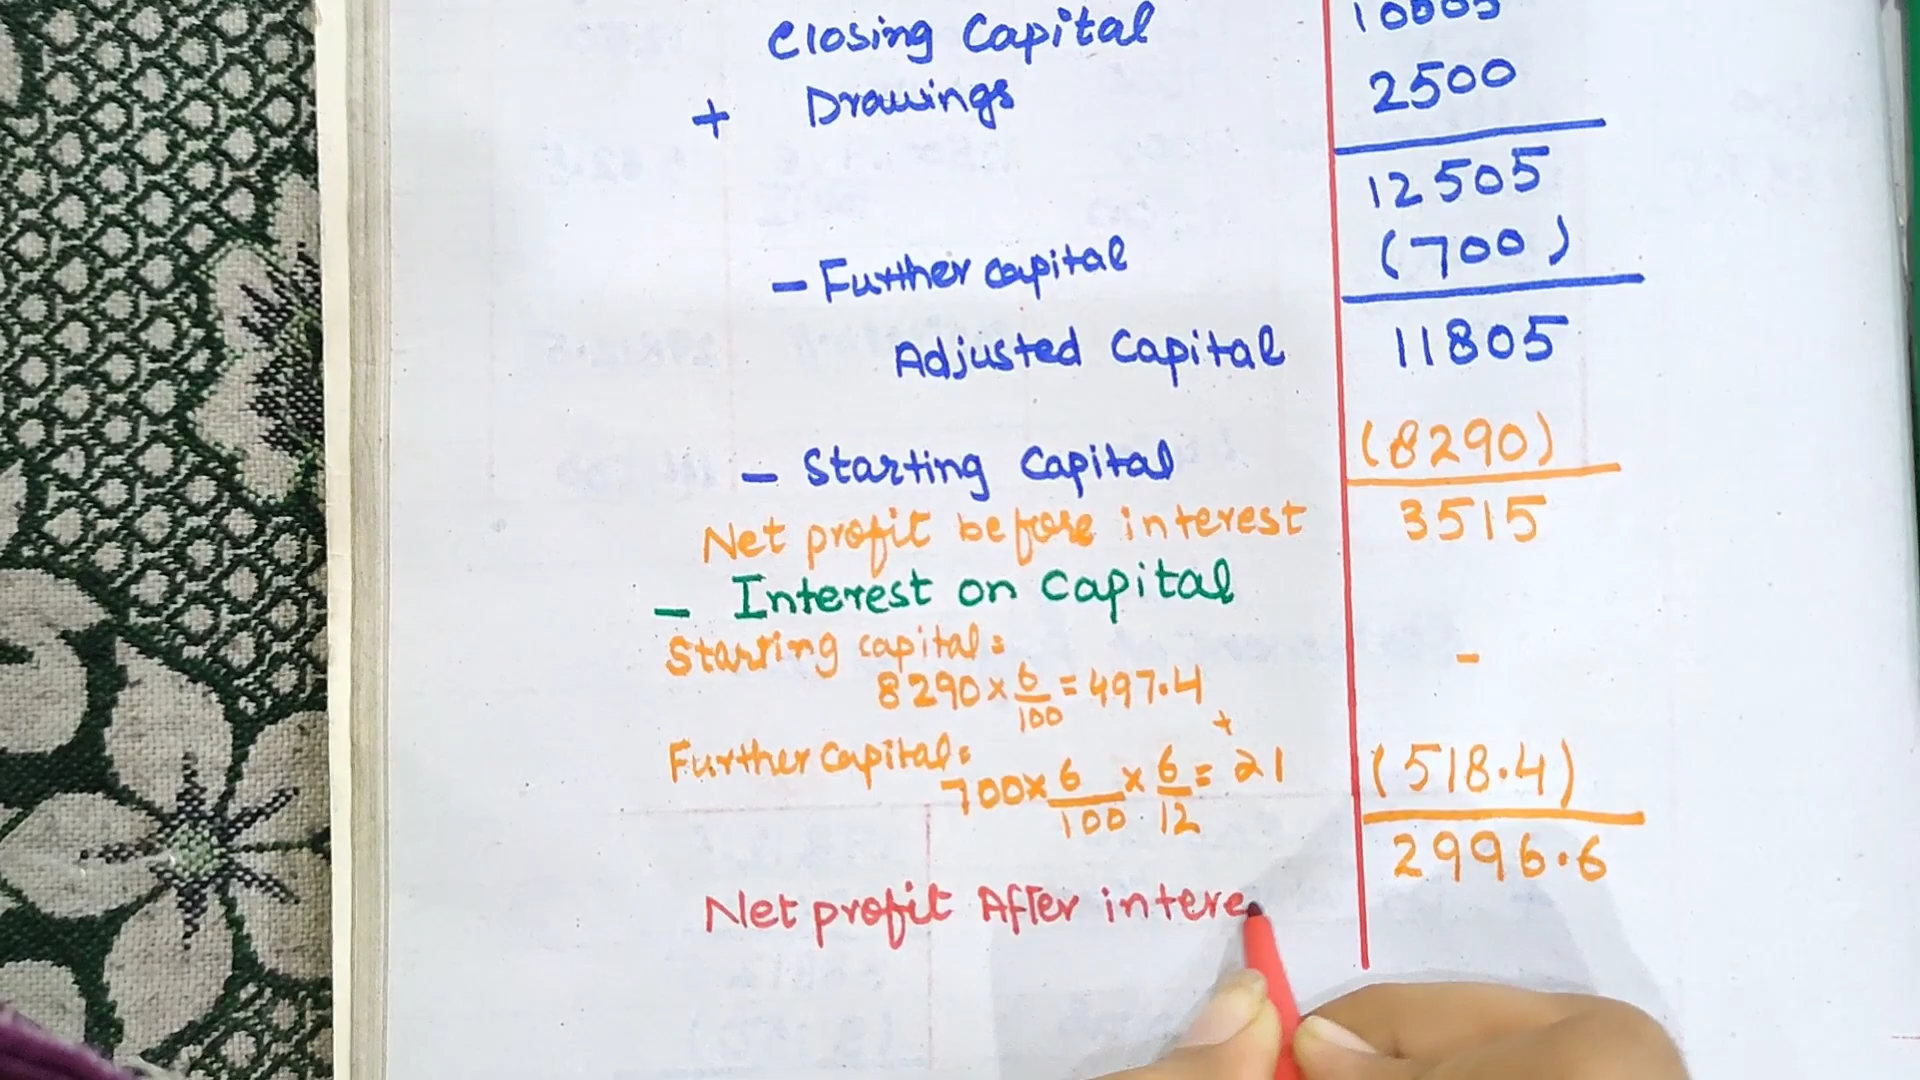 Closing Capital 10005
+ Drawings 2500
12505
- Further capital (700)
Adjusted Capital 11805
- Starting Capital (8290)
Net profit before interest 3515
- Interest on Capital
Starting capital: -
8290 × 6/100 = 497.4
+
Further Capital:
700 × 6/100 × 6/12 = 21 (518.4)
2996.6
Net profit After intere